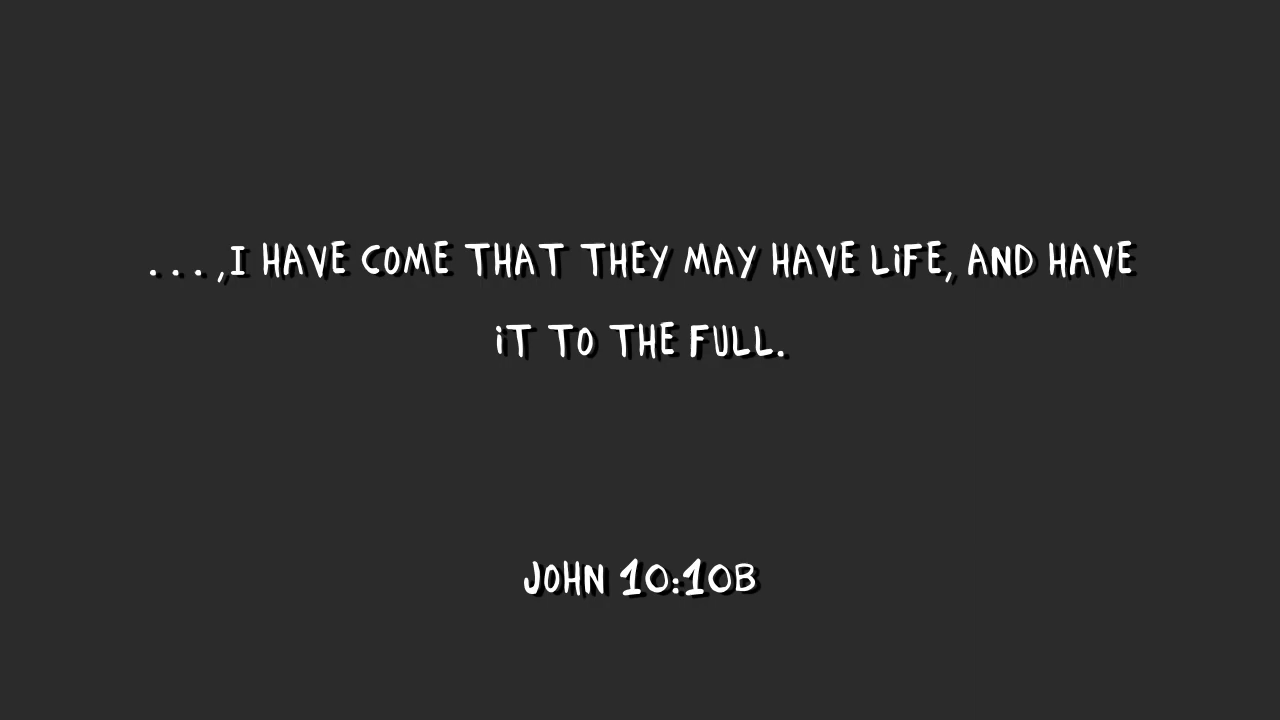 . . . ,I HAVE COME THAT THEY MAY HAVE LiFE, AND HAVE
iT TO THE FULL.
JOHN 10:10B